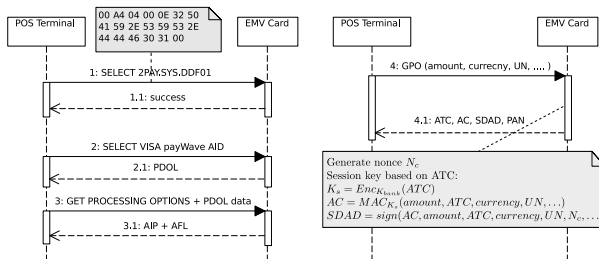 00 A4 04 00 0E 32 50
41 59 2E 53 59 53 2E
44 44 46 30 31 00
POS Terminal
EMV Card
1: SELECT 2PAY.SYS.DDF01
1.1: success
2: SELECT VISA payWave AID
2.1: PDOL
3: GET PROCESSING OPTIONS + PDOL data
3.1: AIP + AFL
POS Terminal
EMV Card
4: GPO (amount, currecny, UN, .... )
4.1: ATC, AC, SDAD, PAN
Generate nonce N_c
Session key based on ATC:
K_s = Enc_{K_{bank}}(ATC)
AC = MAC_{K_s}(amount, ATC, currency, UN, ...)
SDAD = sign(AC, amount, ATC, currency, UN, N_c, ...